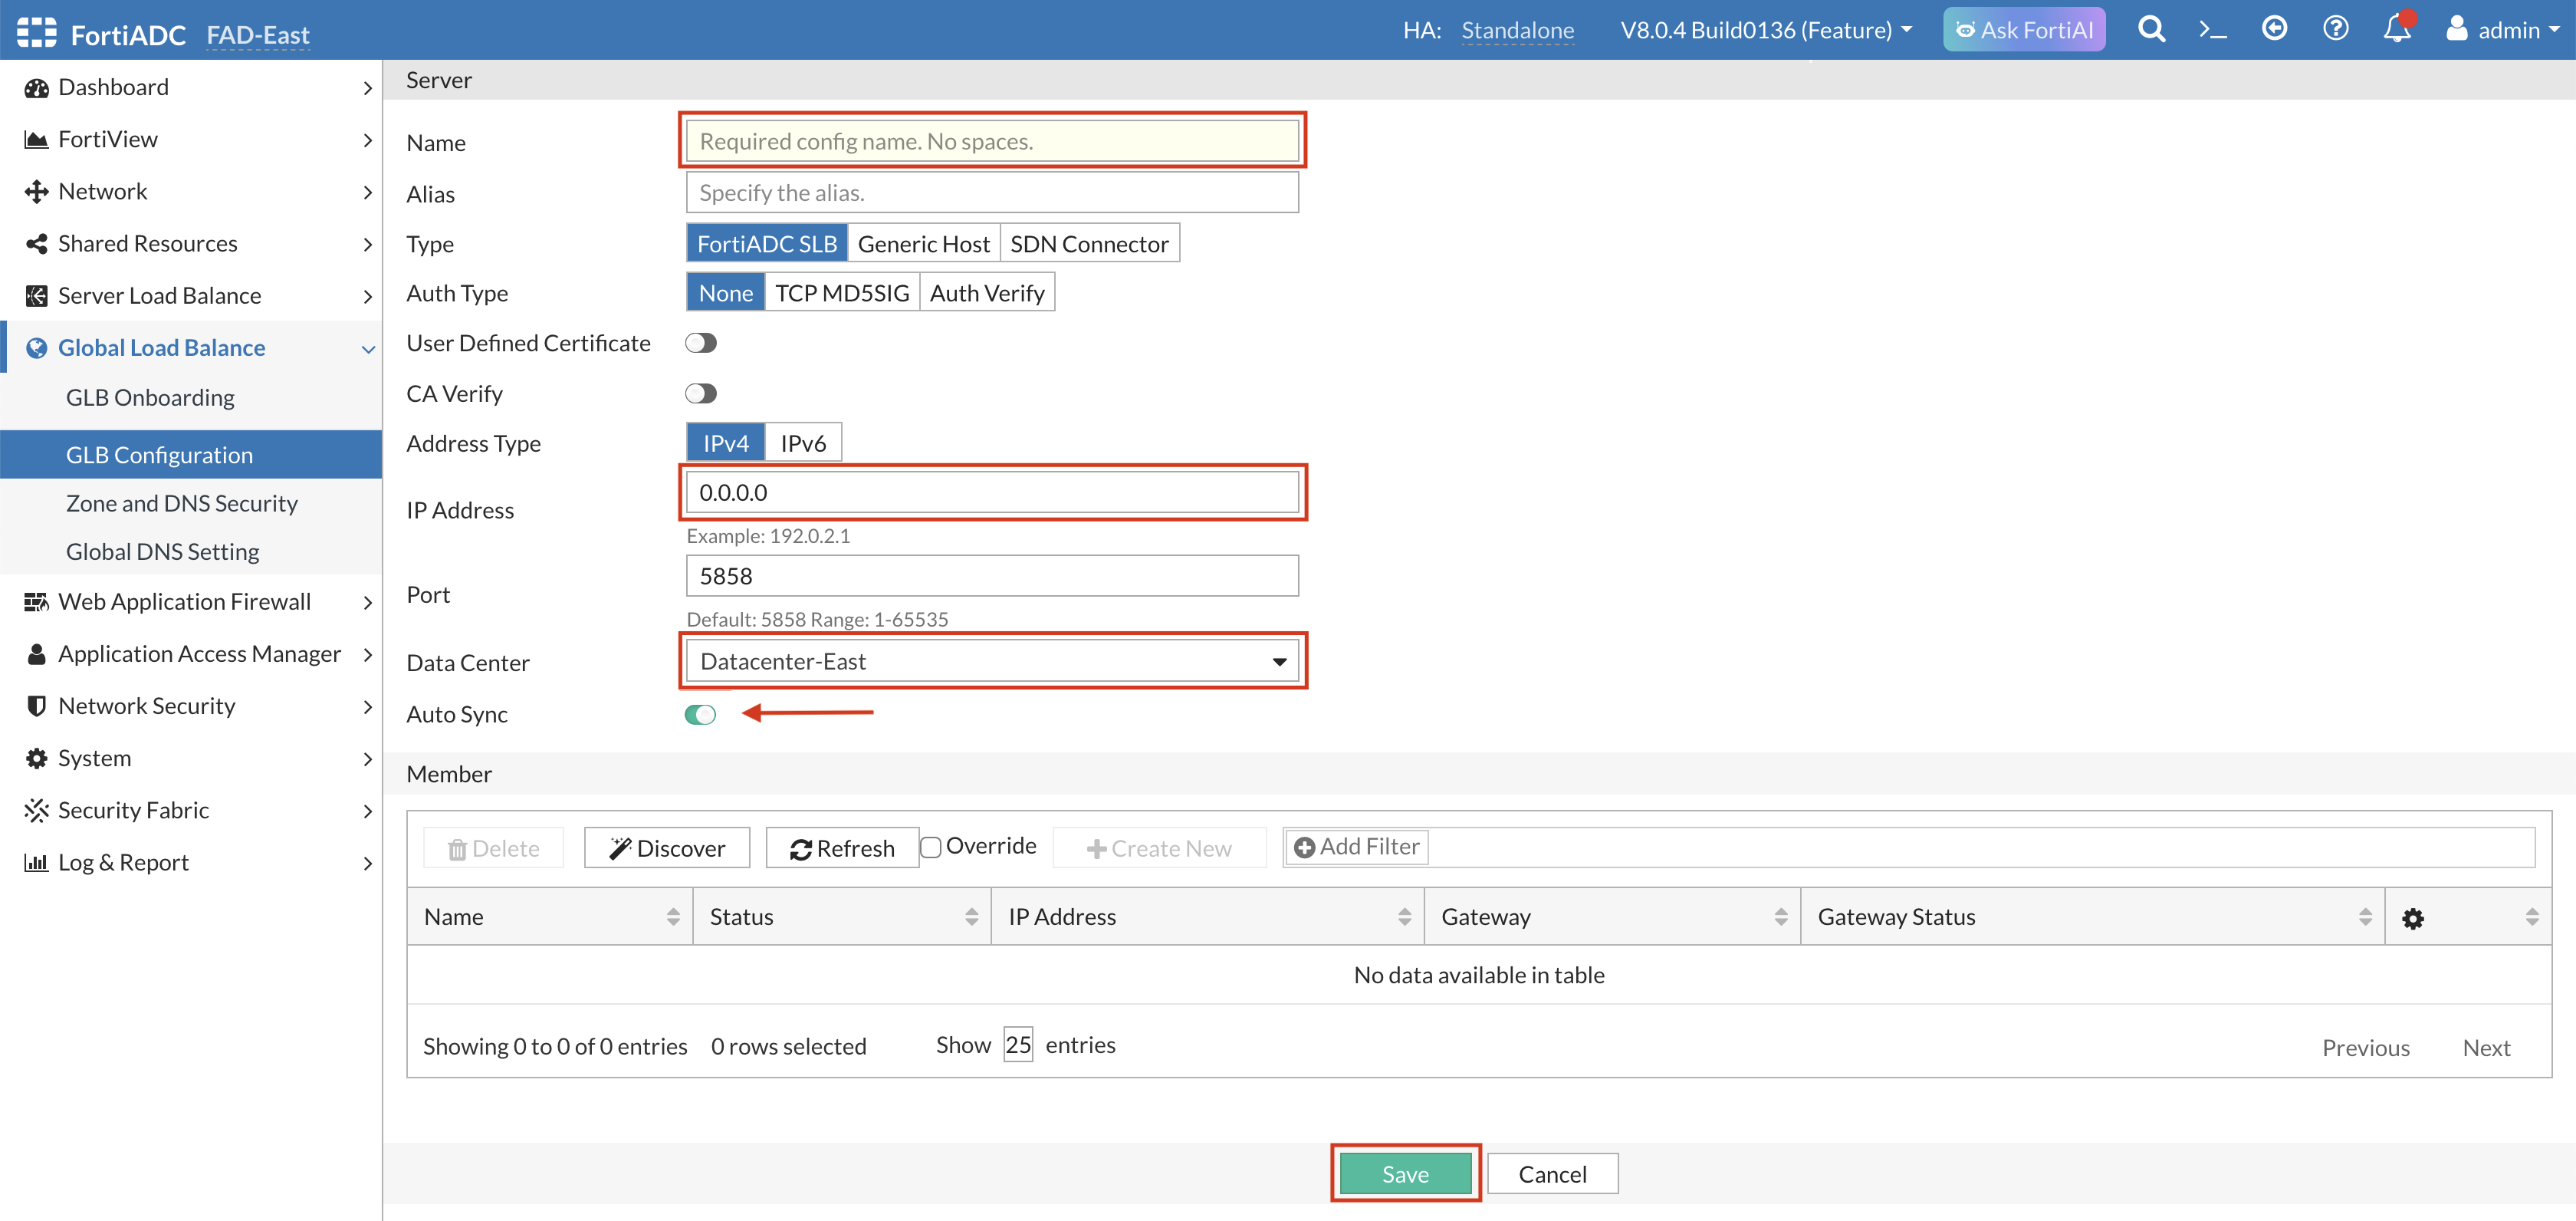 FortiADC FAD-East HA: Standalone V8.0.4 Build0136 (Feature) Ask FortiAI admin
Dashboard
FortiView
Network
Shared Resources
Server Load Balance
Global Load Balance
GLB Onboarding
GLB Configuration
Zone and DNS Security
Global DNS Setting
Web Application Firewall
Application Access Manager
Network Security
System
Security Fabric
Log & Report
Server
Name Required config name. No spaces.
Alias Specify the alias.
Type FortiADC SLB Generic Host SDN Connector
Auth Type None TCP MD5SIG Auth Verify
User Defined Certificate
CA Verify
Address Type IPv4 IPv6
IP Address 0.0.0.0
Example: 192.0.2.1
Port 5858
Default: 5858 Range: 1-65535
Data Center Datacenter-East
Auto Sync
Member
Delete Discover Refresh Override Create New Add Filter
Name Status IP Address Gateway Gateway Status
No data available in table
Showing 0 to 0 of 0 entries 0 rows selected Show 25 entries Previous Next
Save Cancel